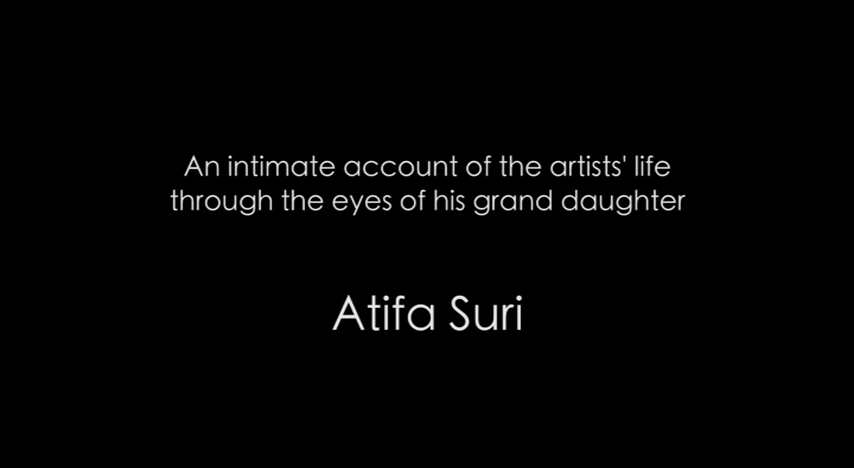 An intimate account of the artists' life
through the eyes of his grand daughter
Atifa Suri